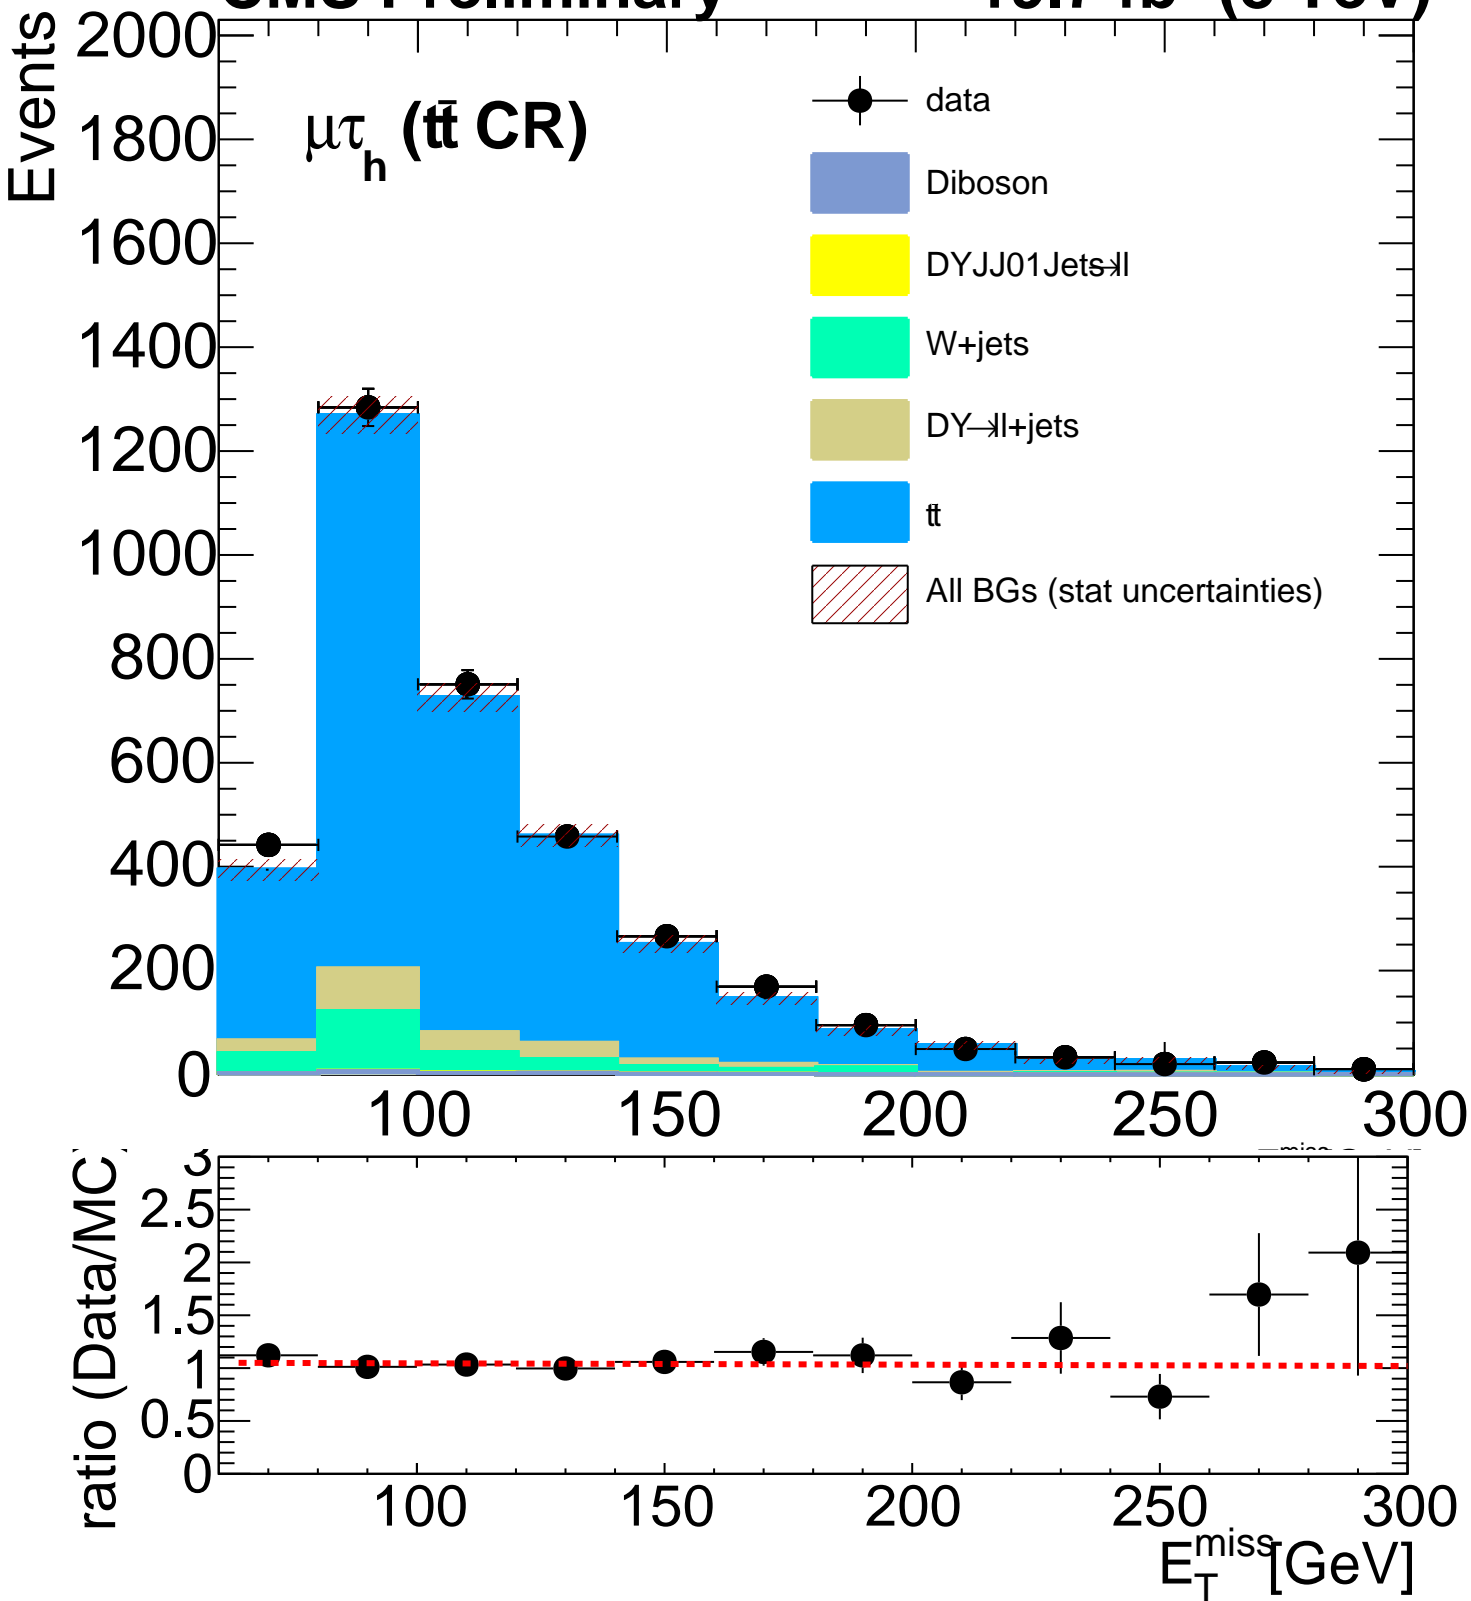 Events
2000
1800
1600
1400
1200
1000
800
600
400
200
0
μτh (tt̄ CR)
data
Diboson
DYJJ01Jets→ll
W+jets
DY→ll+jets
tt̄
All BGs (stat uncertainties)
100 150 200 250 300
ratio (Data/MC)
3
2.5
2
1.5
1
0.5
0
100 150 200 250 300
E_T^miss [GeV]